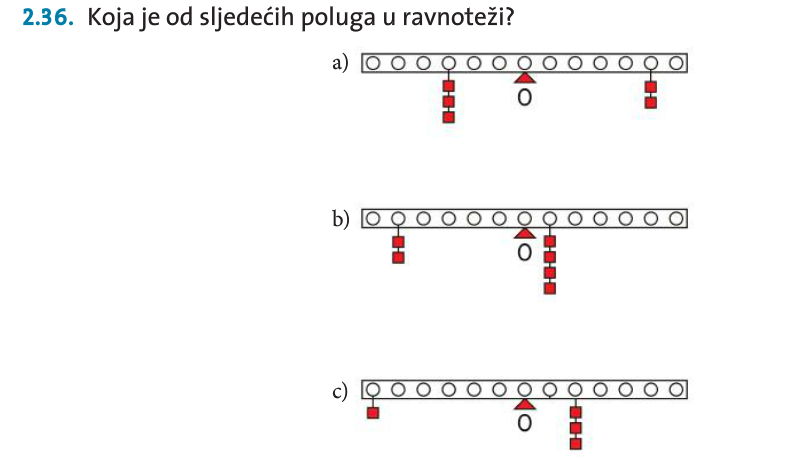 2.36. Koja je od sljedećih poluga u ravnoteži?
a)
O
b)
O
c)
O